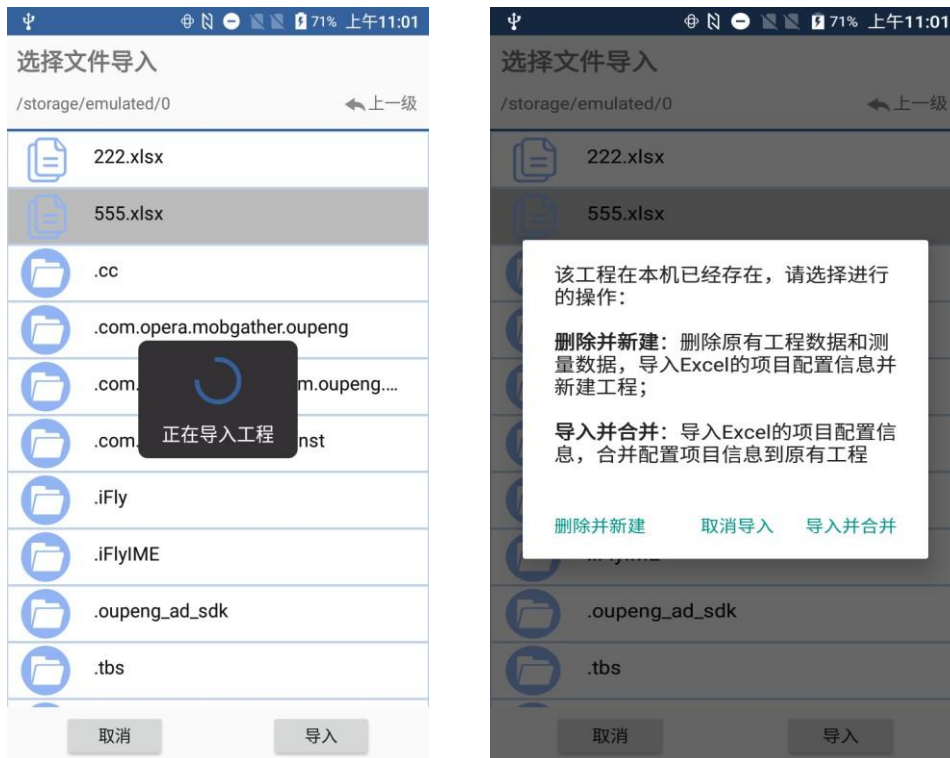 71% 上午11:01
选择文件导入
/storage/emulated/0 上一级
222.xlsx
555.xlsx
.cc
.com.opera.mobgather.oupeng
.com. m.oupeng....
正在导入工程
.com. nst
.iFly
.iFlyIME
.oupeng_ad_sdk
.tbs
取消 导入
71% 上午11:01
选择文件导入
/storage/emulated/0 上一级
222.xlsx
555.xlsx
该工程在本机已经存在，请选择进行
的操作：
删除并新建：删除原有工程数据和测
量数据，导入Excel的项目配置信息并
新建工程；
导入并合并：导入Excel的项目配置信
息，合并配置项目信息到原有工程
删除并新建 取消导入 导入并合并
.oupeng_ad_sdk
.tbs
取消 导入